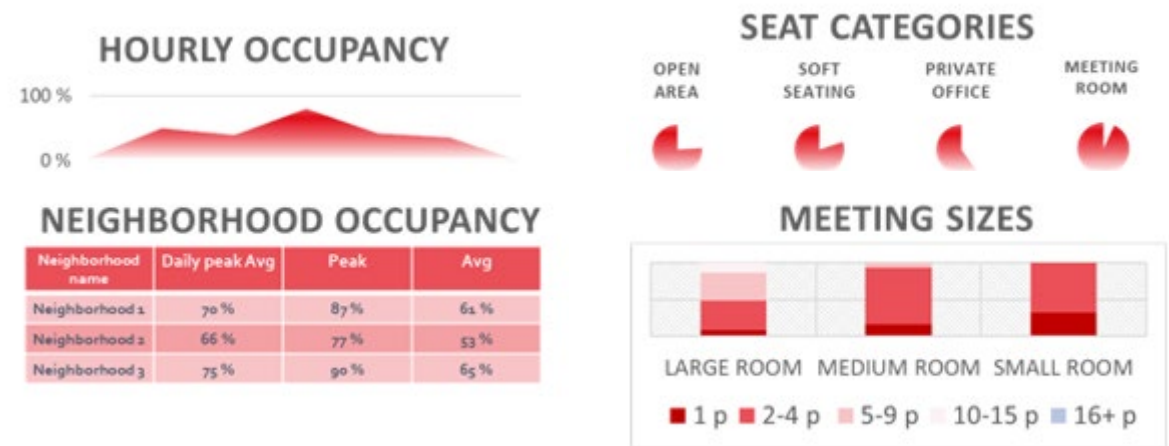 HOURLY OCCUPANCY
100 %
0 %
NEIGHBORHOOD OCCUPANCY
Neighborhood name Daily peak Avg Peak Avg
Neighborhood 1 70 % 87 % 61 %
Neighborhood 2 66 % 77 % 53 %
Neighborhood 3 75 % 90 % 65 %
SEAT CATEGORIES
OPEN AREA
SOFT SEATING
PRIVATE OFFICE
MEETING ROOM
MEETING SIZES
LARGE ROOM MEDIUM ROOM SMALL ROOM
1 p 2-4 p 5-9 p 10-15 p 16+ p